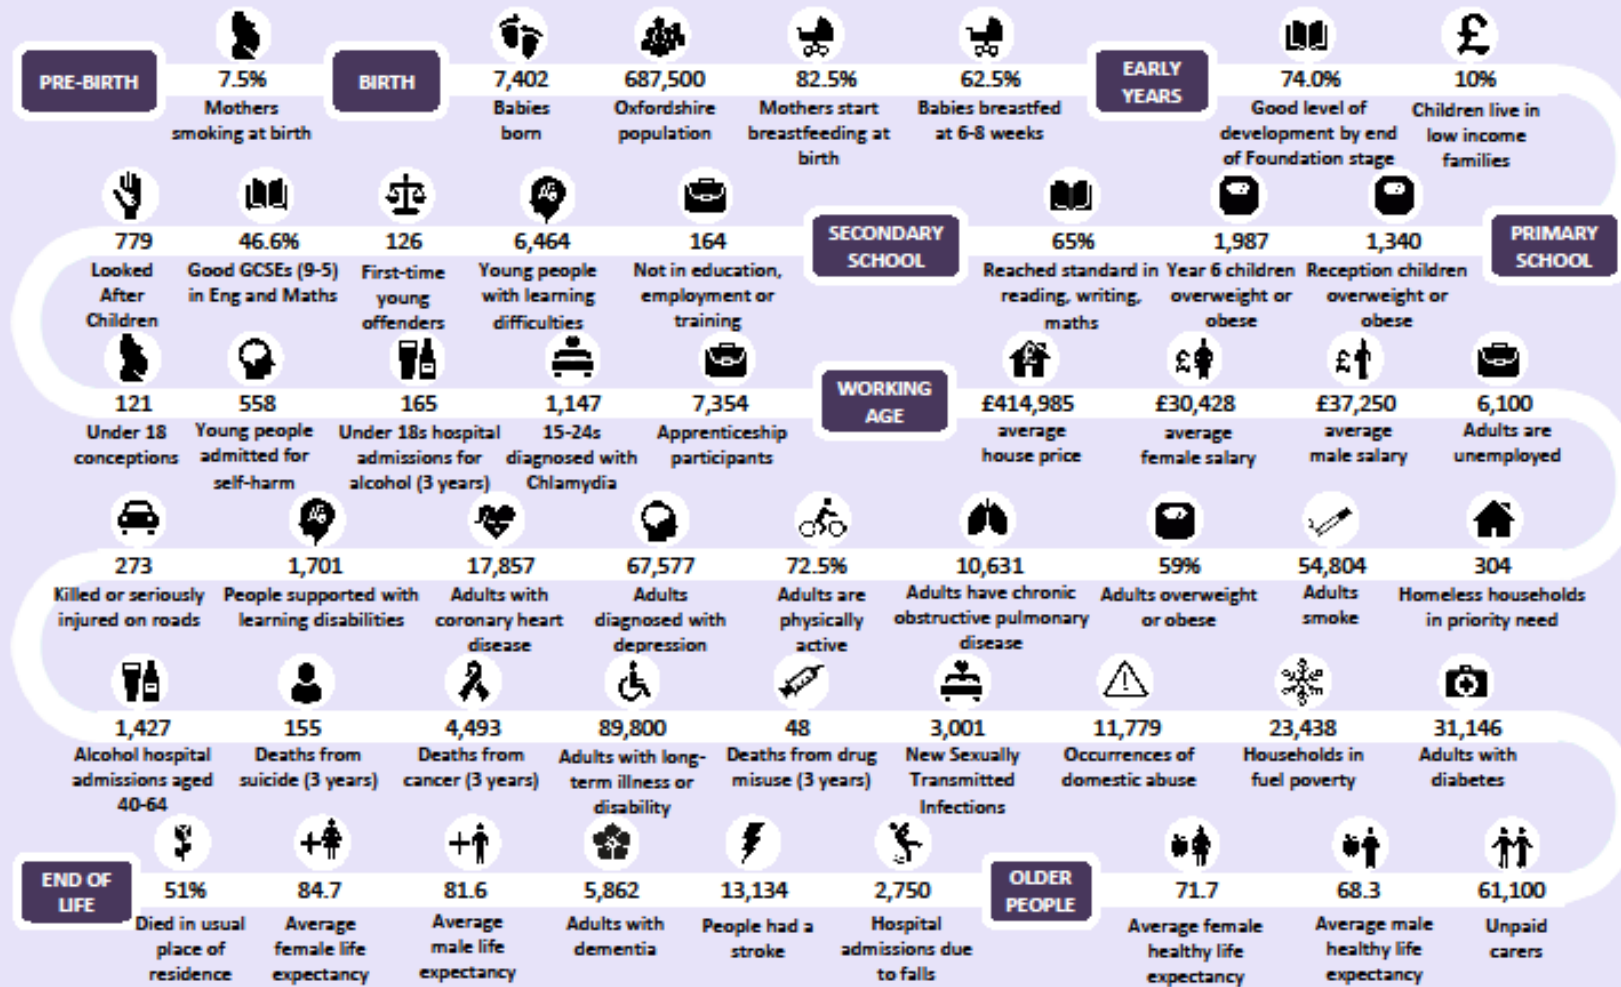 PRE-BIRTH
7.5%
Mothers
smoking at birth
BIRTH
7,402
Babies
born
687,500
Oxfordshire
population
82.5%
Mothers start
breastfeeding at
birth
62.5%
Babies breastfed
at 6-8 weeks
EARLY
YEARS
74.0%
Good level of
development by end
of Foundation stage
£
10%
Children live in
low income
families
PRIMARY
SCHOOL
1,340
Reception children
overweight or
obese
1,987
Year 6 children
overweight or
obese
65%
Reached standard in
reading, writing,
maths
SECONDARY
SCHOOL
164
Not in education,
employment or
training
6,464
Young people
with learning
difficulties
126
First-time
young
offenders
46.6%
Good GCSEs (9-5)
in Eng and Maths
779
Looked
After
Children
121
Under 18
conceptions
558
Young people
admitted for
self-harm
165
Under 18s hospital
admissions for
alcohol (3 years)
1,147
15-24s
diagnosed with
Chlamydia
7,354
Apprenticeship
participants
WORKING
AGE
£
£414,985
average
house price
£
£30,428
average
female salary
£
£37,250
average
male salary
6,100
Adults are
unemployed
304
Homeless households
in priority need
54,804
Adults
smoke
59%
Adults overweight
or obese
10,631
Adults have chronic
obstructive pulmonary
disease
72.5%
Adults are
physically
active
67,577
Adults
diagnosed with
depression
17,857
Adults with
coronary heart
disease
1,701
People supported with
learning disabilities
273
Killed or seriously
injured on roads
1,427
Alcohol hospital
admissions aged
40-64
155
Deaths from
suicide (3 years)
4,493
Deaths from
cancer (3 years)
89,800
Adults with long-
term illness or
disability
48
Deaths from drug
misuse (3 years)
3,001
New Sexually
Transmitted
Infections
11,779
Occurrences of
domestic abuse
23,438
Households in
fuel poverty
31,146
Adults with
diabetes
61,100
Unpaid
carers
68.3
Average male
healthy life
expectancy
71.7
Average female
healthy life
expectancy
OLDER
PEOPLE
2,750
Hospital
admissions due
to falls
13,134
People had a
stroke
5,862
Adults with
dementia
81.6
Average
male life
expectancy
84.7
Average
female life
expectancy
51%
Died in usual
place of
residence
END OF
LIFE